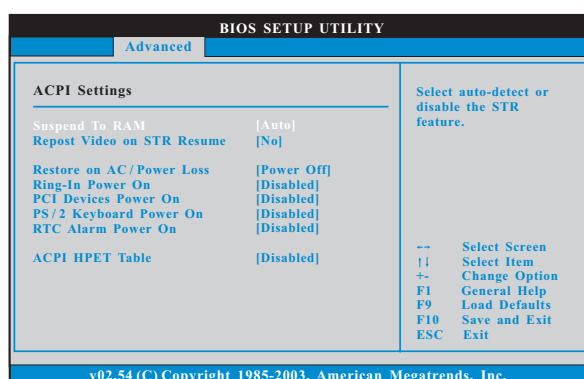 BIOS SETUP UTILITY
Advanced
ACPI Settings
Suspend To RAM [Auto]
Repost Video on STR Resume [No]
Restore on AC / Power Loss [Power Off]
Ring-In Power On [Disabled]
PCI Devices Power On [Disabled]
PS / 2 Keyboard Power On [Disabled]
RTC Alarm Power On [Disabled]
ACPI HPET Table [Disabled]
Select auto-detect or
disable the STR
feature.
←→ Select Screen
↑↓ Select Item
+- Change Option
F1 General Help
F9 Load Defaults
F10 Save and Exit
ESC Exit
v02.54 (C) Copyright 1985-2003, American Megatrends, Inc.